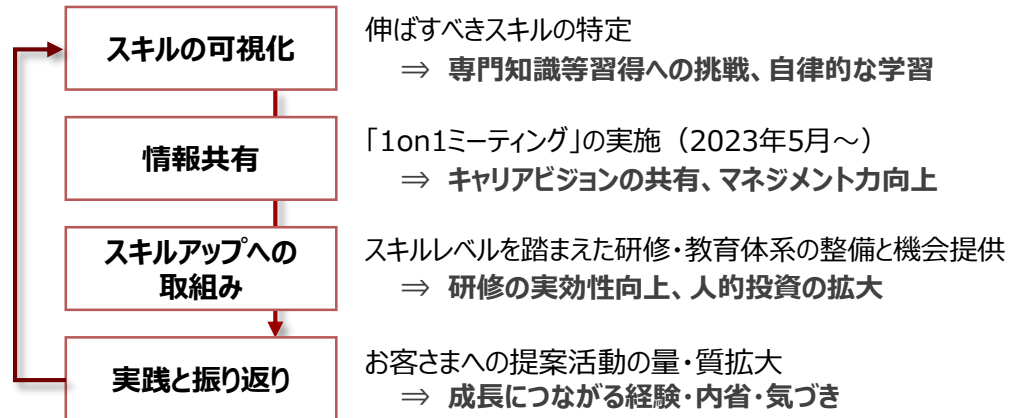 スキルの可視化
伸ばすべきスキルの特定
⇒ 専門知識等習得への挑戦、自律的な学習
情報共有
「1on1ミーティング」の実施（2023年5月～）
⇒ キャリアビジョンの共有、マネジメント力向上
スキルアップへの
取組み
スキルレベルを踏まえた研修・教育体系の整備と機会提供
⇒ 研修の実効性向上、人的投資の拡大
実践と振り返り
お客さまへの提案活動の量・質拡大
⇒ 成長につながる経験・内省・気づき